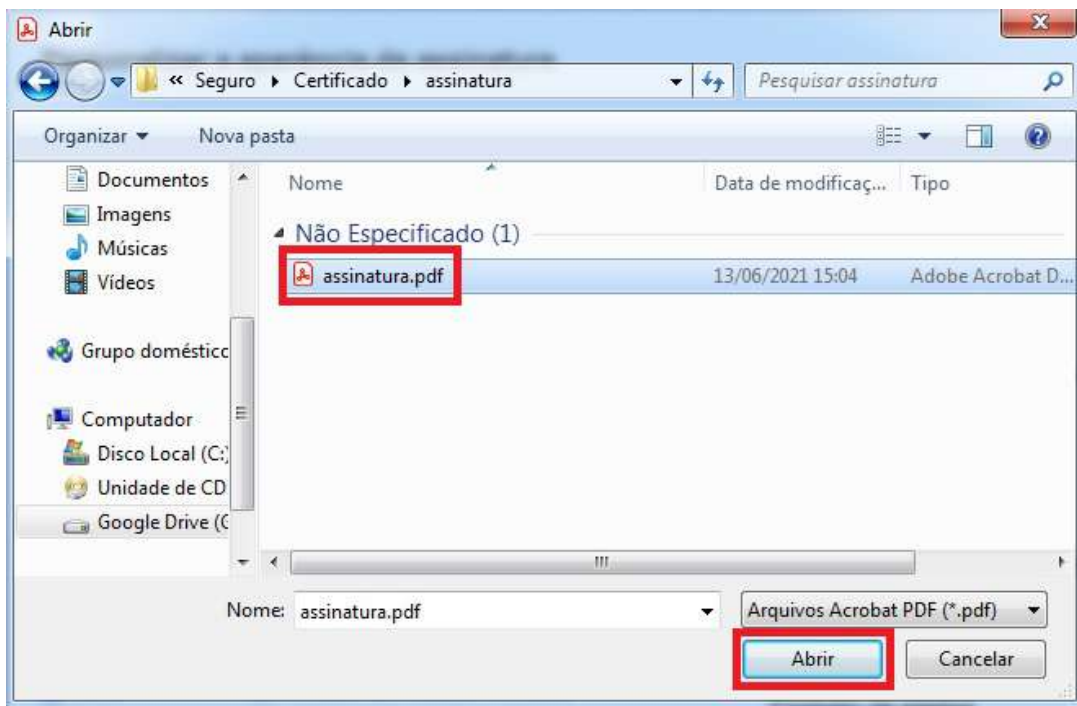 Abrir
« Seguro ▸ Certificado ▸ assinatura
Pesquisar assinatura
Organizar
Nova pasta
Documentos
Imagens
Músicas
Vídeos
Grupo doméstico
Computador
Disco Local (C:)
Unidade de CD
Google Drive (G
Nome
Data de modificaç...
Tipo
Não Especificado (1)
assinatura.pdf
13/06/2021 15:04
Adobe Acrobat D...
Nome:
assinatura.pdf
Arquivos Acrobat PDF (*.pdf)
Abrir
Cancelar